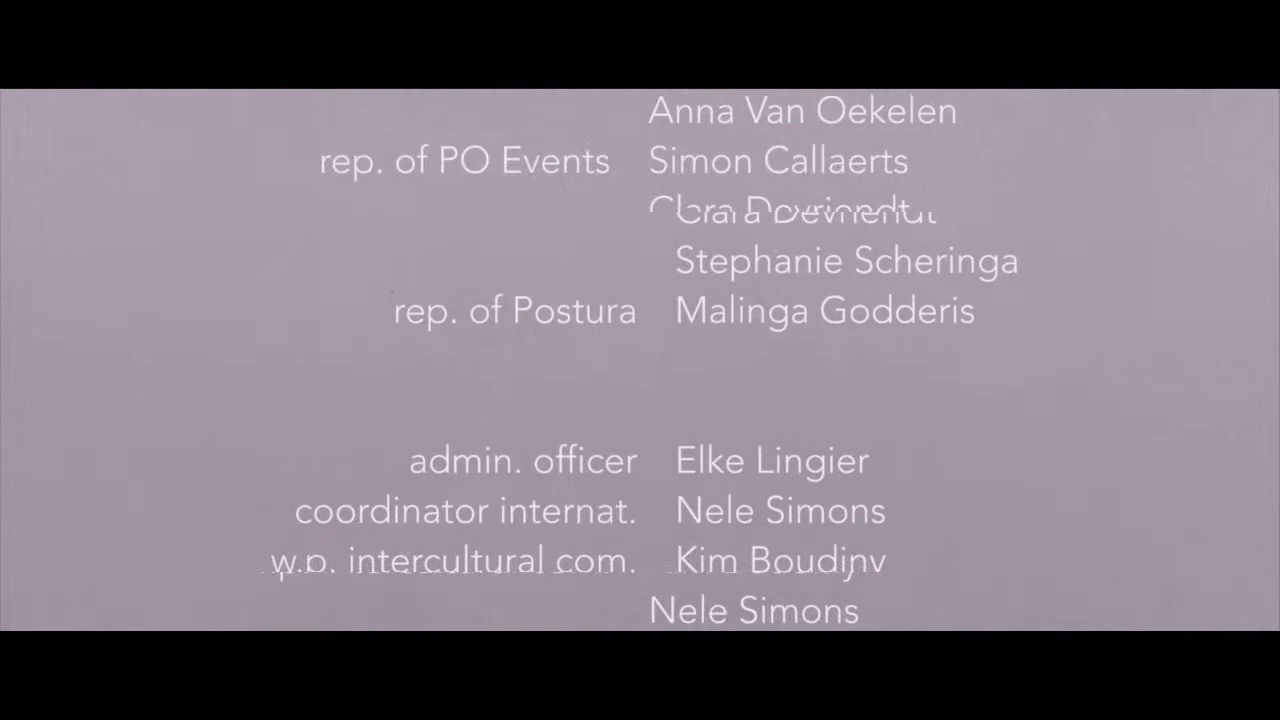 Anna Van Oekelen
rep. of PO Events Simon Callaerts
Stephanie Scheringa
rep. of Postura Malinga Godderis
admin. officer Elke Lingier
coordinator internat. Nele Simons
w.p. intercultural com. Kim Boudiny
Nele Simons